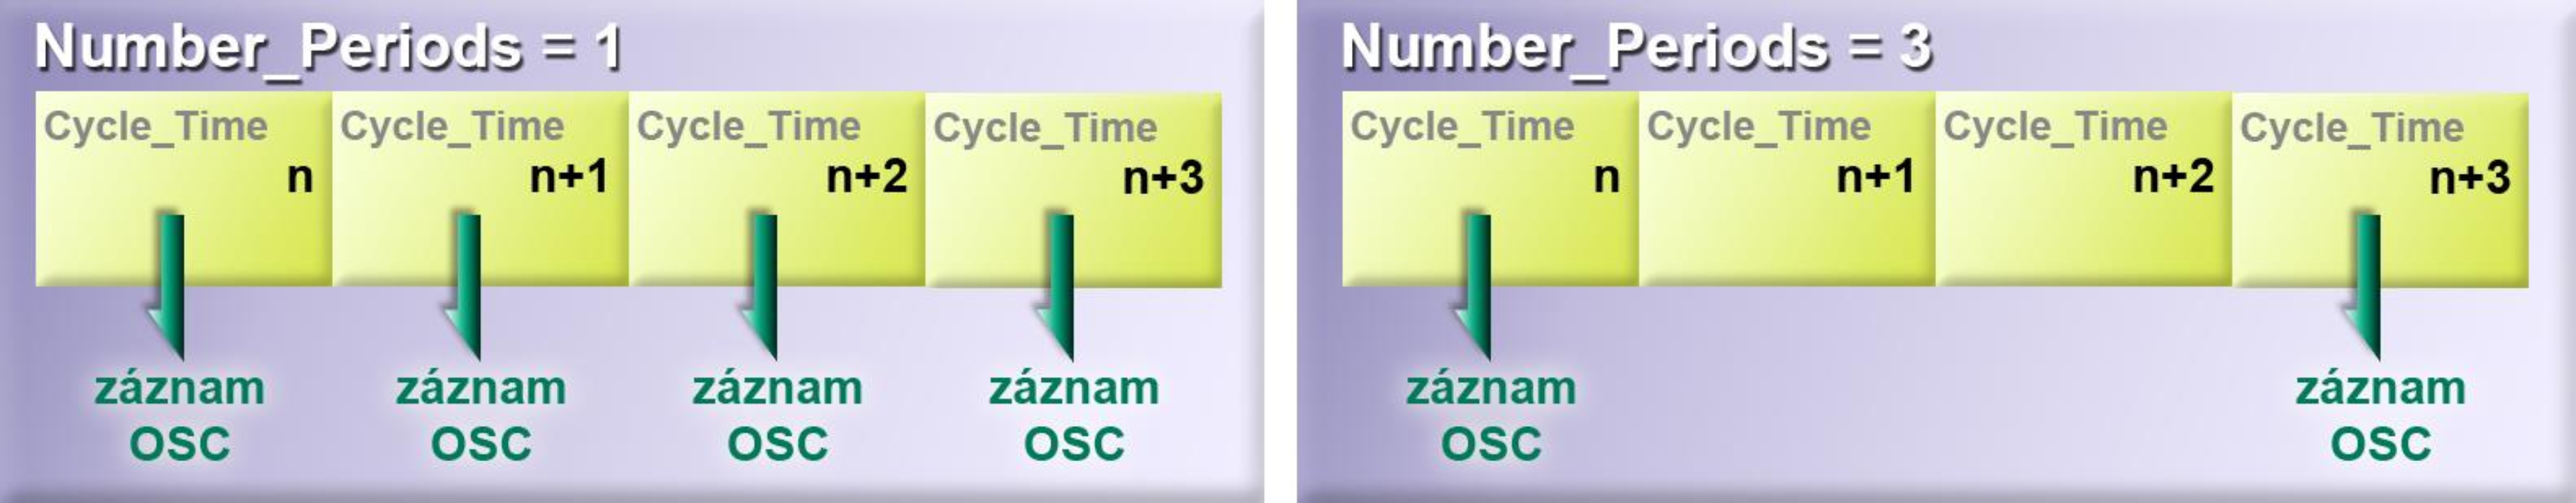 Number_Periods = 1
Cycle_Time
n
Cycle_Time
n+1
Cycle_Time
n+2
Cycle_Time
n+3
záznam
OSC
záznam
OSC
záznam
OSC
záznam
OSC
Number_Periods = 3
Cycle_Time
n
Cycle_Time
n+1
Cycle_Time
n+2
Cycle_Time
n+3
záznam
OSC
záznam
OSC